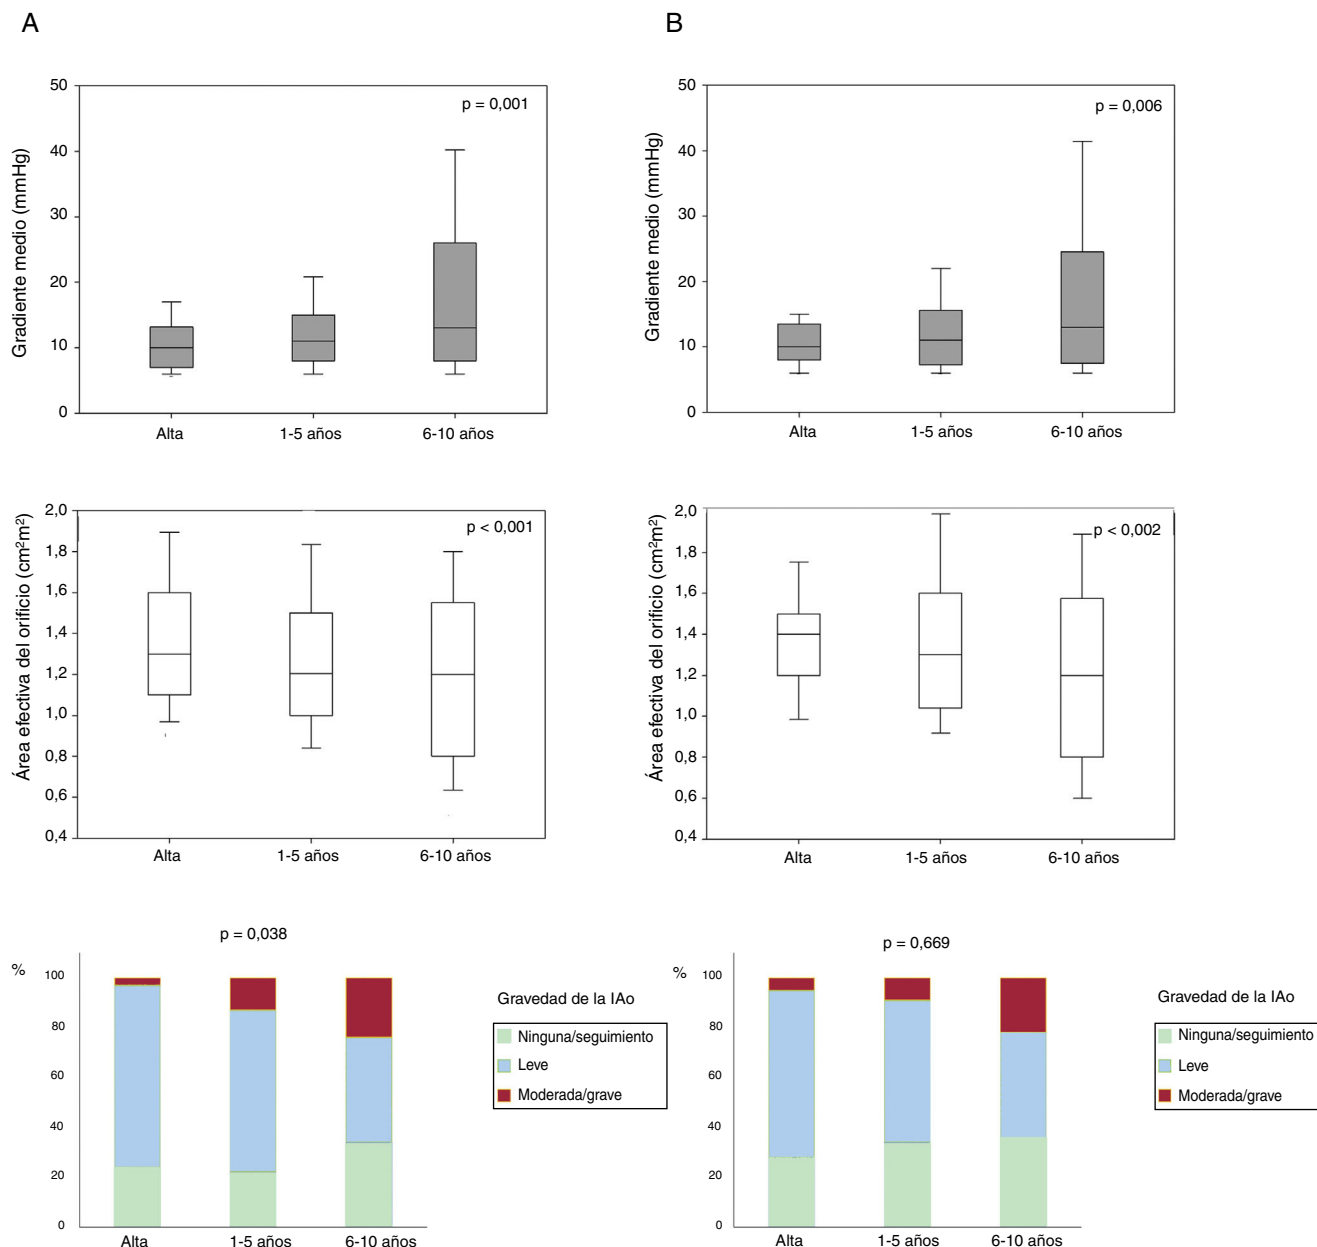 A
B
Gradiente medio (mmHg)
50
40
30
20
10
0
p = 0,001
Alta
1-5 años
6-10 años
Gradiente medio (mmHg)
50
40
30
20
10
0
p = 0,006
Alta
1-5 años
6-10 años
Área efectiva del orificio (cm²m²)
2,0
1,8
1,6
1,4
1,2
1,0
0,8
0,6
0,4
p < 0,001
Alta
1-5 años
6-10 años
Área efectiva del orificio (cm²m²)
2,0
1,8
1,6
1,4
1,2
1,0
0,8
0,6
0,4
p < 0,002
Alta
1-5 años
6-10 años
p = 0,038
%
100
80
60
40
20
0
Alta
1-5 años
6-10 años
Gravedad de la IAo
Ninguna/seguimiento
Leve
Moderada/grave
p = 0,669
%
100
80
60
40
20
0
Alta
1-5 años
6-10 años
Gravedad de la IAo
Ninguna/seguimiento
Leve
Moderada/grave